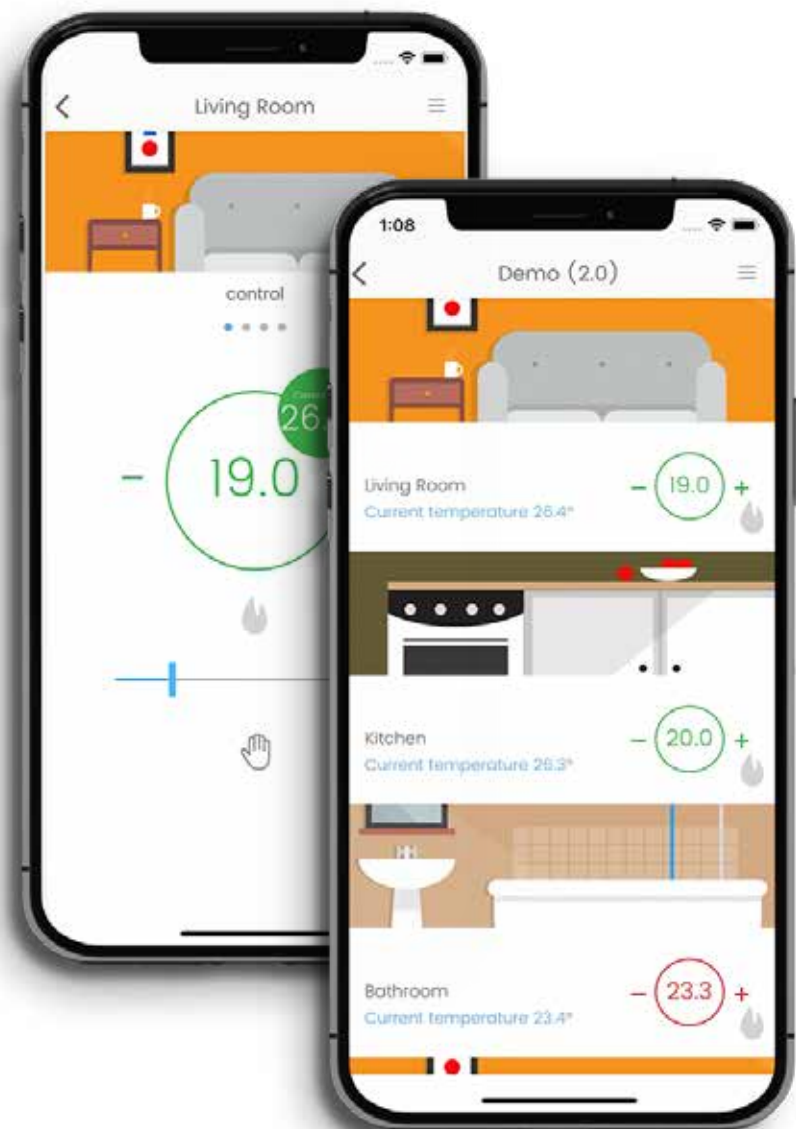 Living Room
control
Current
26.
19.0
-
1:08
Demo (2.0)
Living Room
Current temperature 26.4°
- 19.0 +
Kitchen
Current temperature 26.3°
- 20.0 +
Bathroom
Current temperature 23.4°
- 23.3 +